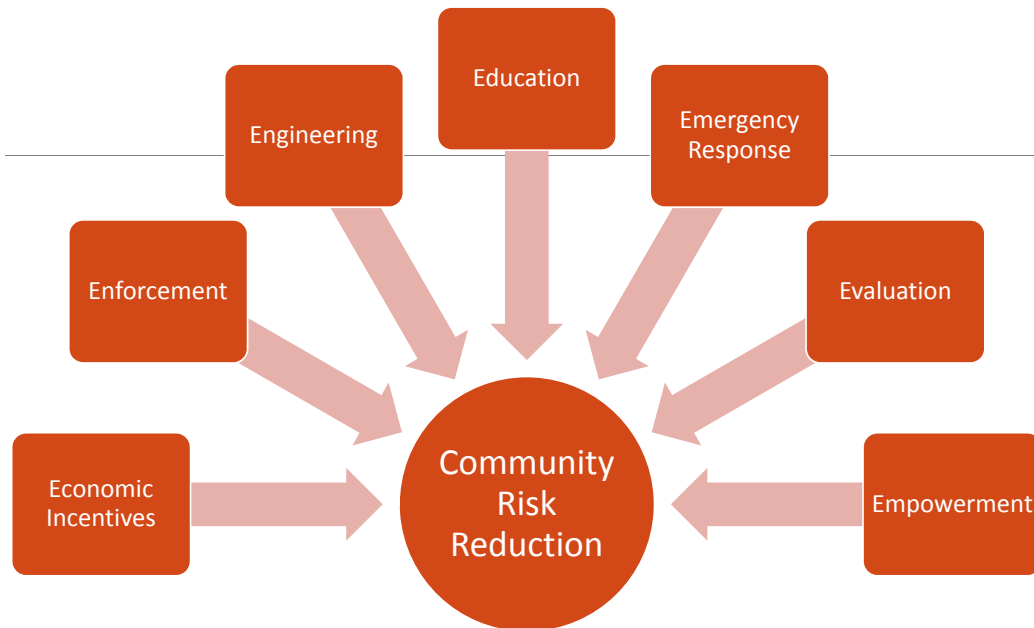 Education
Engineering
Emergency
Response
Enforcement
Evaluation
Economic
Incentives
Community
Risk
Reduction
Empowerment